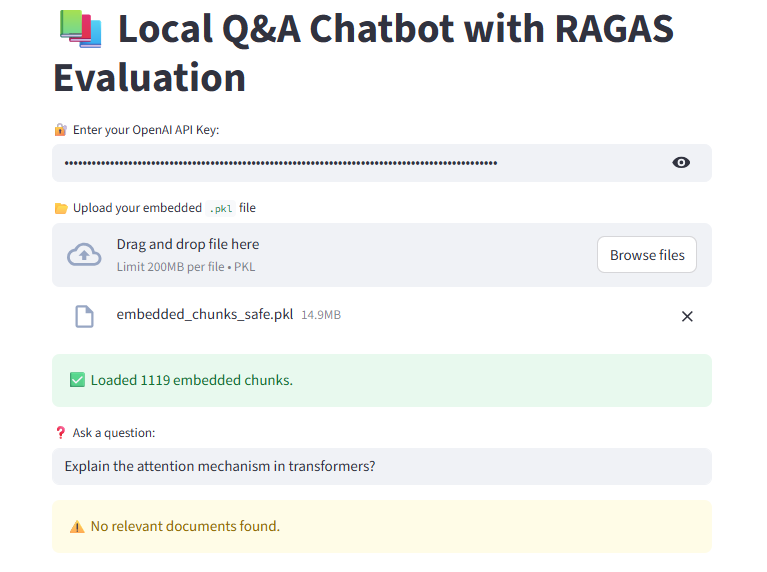 📚 Local Q&A Chatbot with RAGAS
Evaluation
🔐 Enter your OpenAI API Key:
📂 Upload your embedded .pkl file
Drag and drop file here
Limit 200MB per file • PKL
Browse files
embedded_chunks_safe.pkl 14.9MB
✅ Loaded 1119 embedded chunks.
❓ Ask a question:
Explain the attention mechanism in transformers?
⚠️ No relevant documents found.